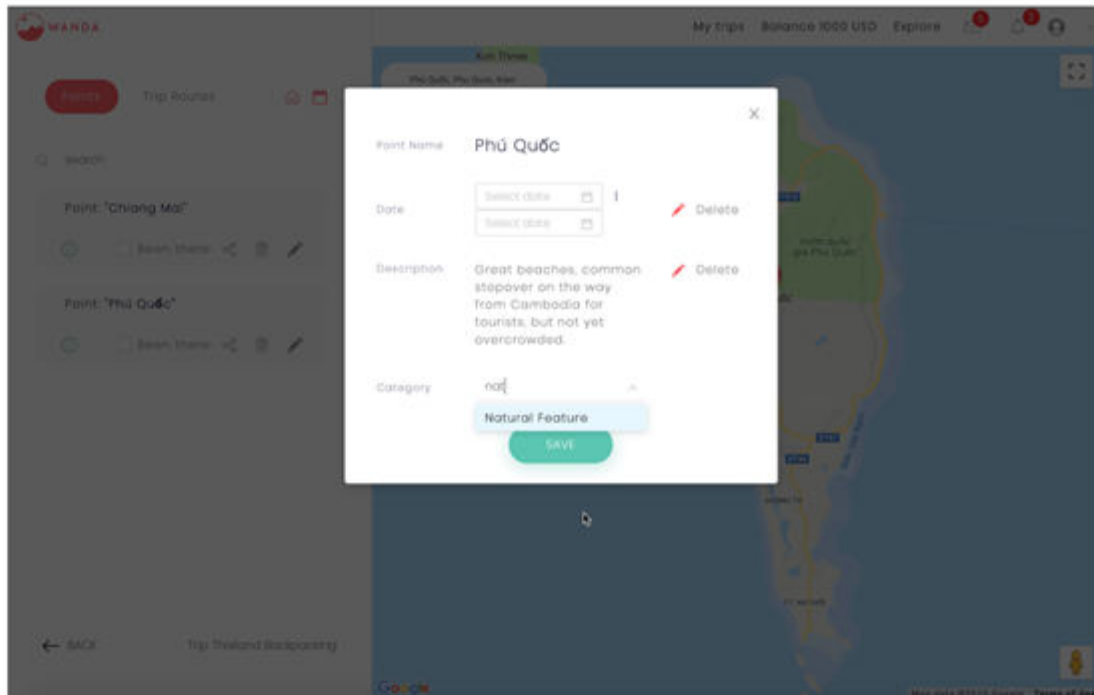 WANDA
My trips Balance 1000 USD Explore
Points Trip Routes
search
Point: "Chiang Mai"
Been there
Point: "Phú Quốc"
Been there
BACK Trip Thailand Backpacking
Point Name Phú Quốc
Date Select date Delete
Select date
Description Great beaches, common Delete
stopover on the way
from Cambodia for
tourists, but not yet
overcrowded.
Category nat
Natural Feature
SAVE
Google